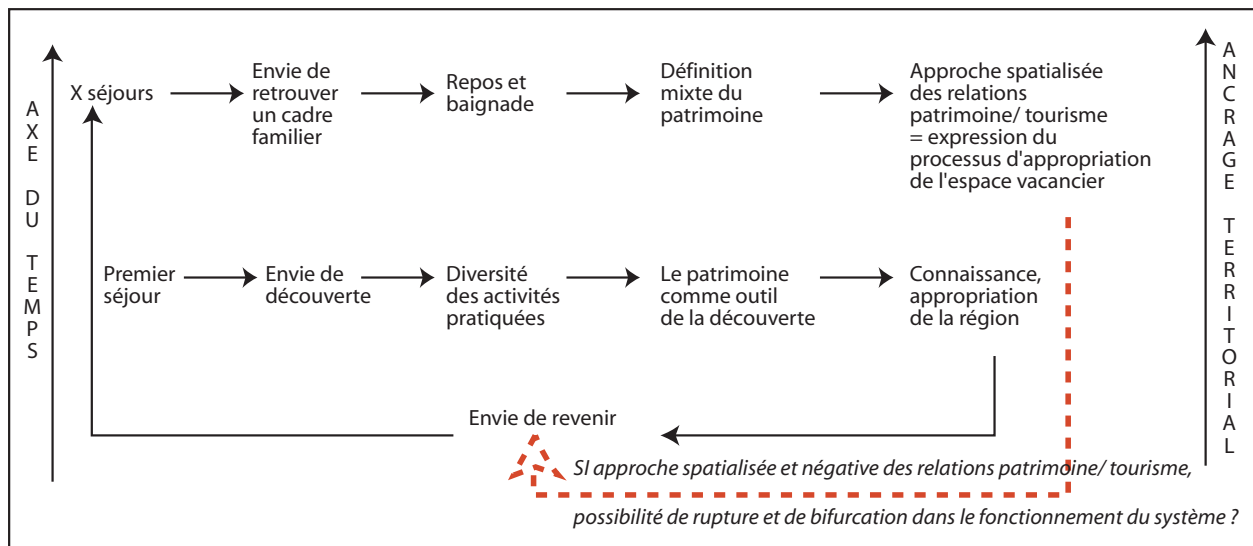 AXE DU TEMPS
X séjours
Envie de
retrouver
un cadre
familier
Repos et
baignade
Définition
mixte du
patrimoine
Approche spatialisée
des relations
patrimoine/ tourisme
= expression du
processus d'appropriation
de l'espace vacancier
ANCRAGE TERRITORIAL
Premier
séjour
Envie de
découverte
Diversité
des activités
pratiquées
Le patrimoine
comme outil
de la découverte
Connaissance,
appropriation
de la région
Envie de revenir
SI approche spatialisée et négative des relations patrimoine/ tourisme,
possibilité de rupture et de bifurcation dans le fonctionnement du système ?